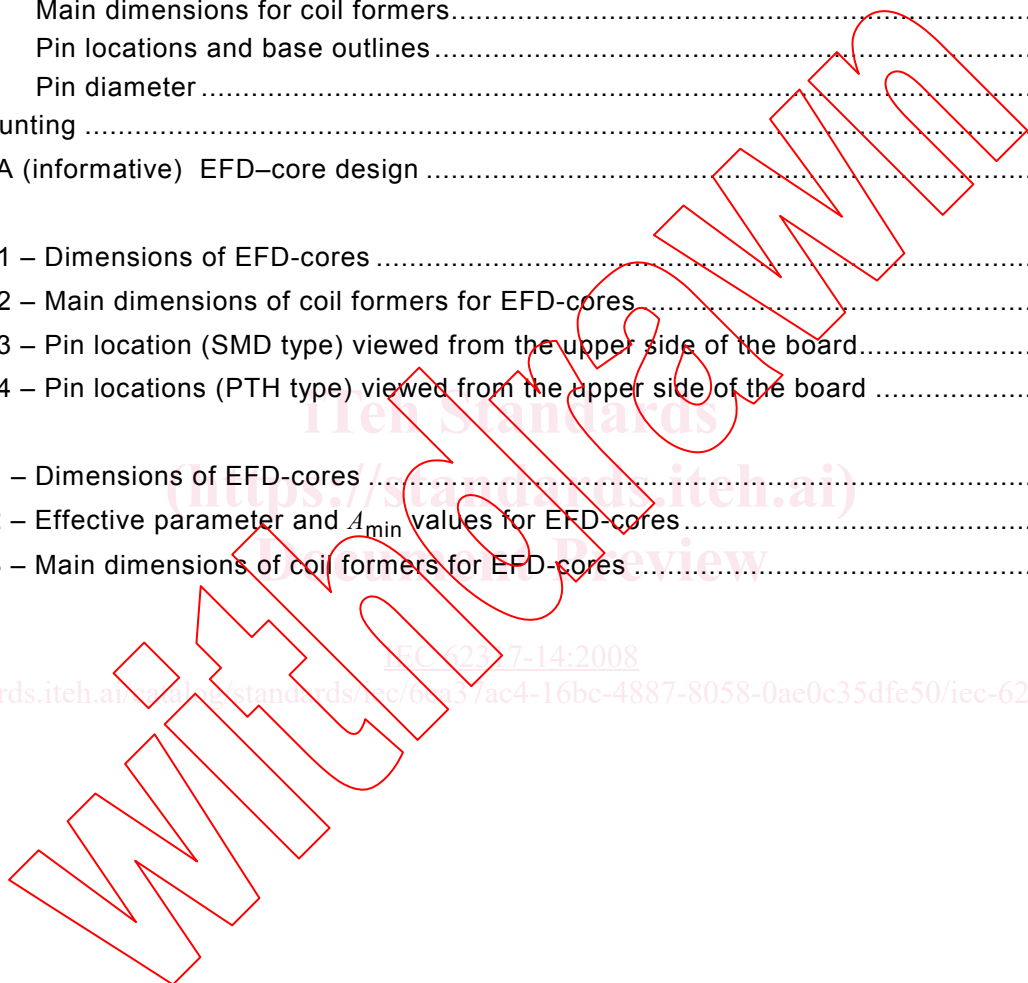 Main dimensions for coil formers
Pin locations and base outlines
Pin diameter
unting
A (informative) EFD–core design
1 – Dimensions of EFD-cores
2 – Main dimensions of coil formers for EFD-cores
3 – Pin location (SMD type) viewed from the upper side of the board
4 – Pin locations (PTH type) viewed from the upper side of the board
iTeh Standards
– Dimensions of EFD-cores
(https://standards.iteh.ai)
– Effective parameter and Amin values for EFD-cores
Document Preview
– Main dimensions of coil formers for EFD-cores
IEC 62317-14:2008
rds.iteh.ai/catalog/standards/iec/6ea37ac4-16bc-4887-8058-0ae0c35dfe50/iec-62
withdrawn